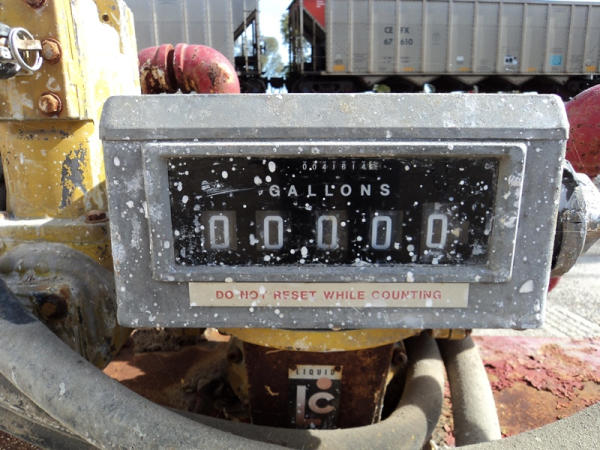 GALLONS
0 0 0 0 0
DO NOT RESET WHILE COUNTING
LIQUID
lc